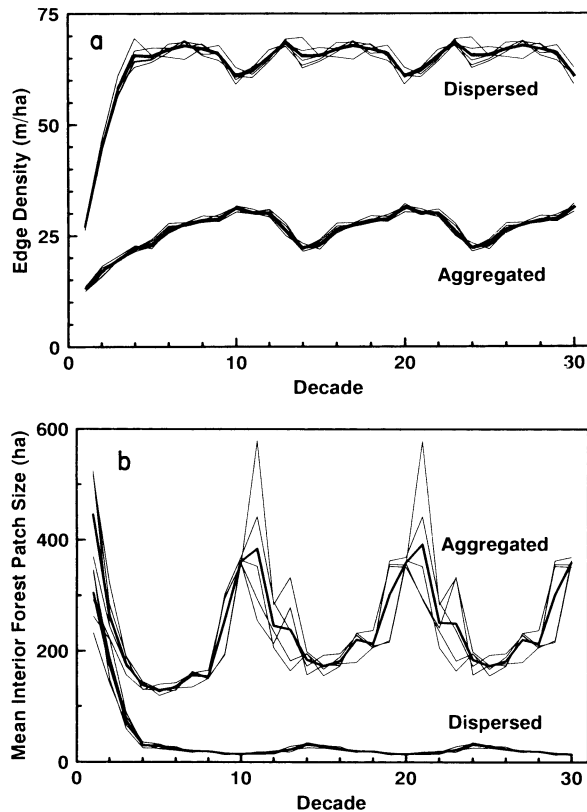 75
50
25
0
Edge Density (m/ha)
a
Dispersed
Aggregated
0
10
20
30
Decade
600
400
200
0
Mean Interior Forest Patch Size (ha)
b
Aggregated
Dispersed
0
10
20
30
Decade